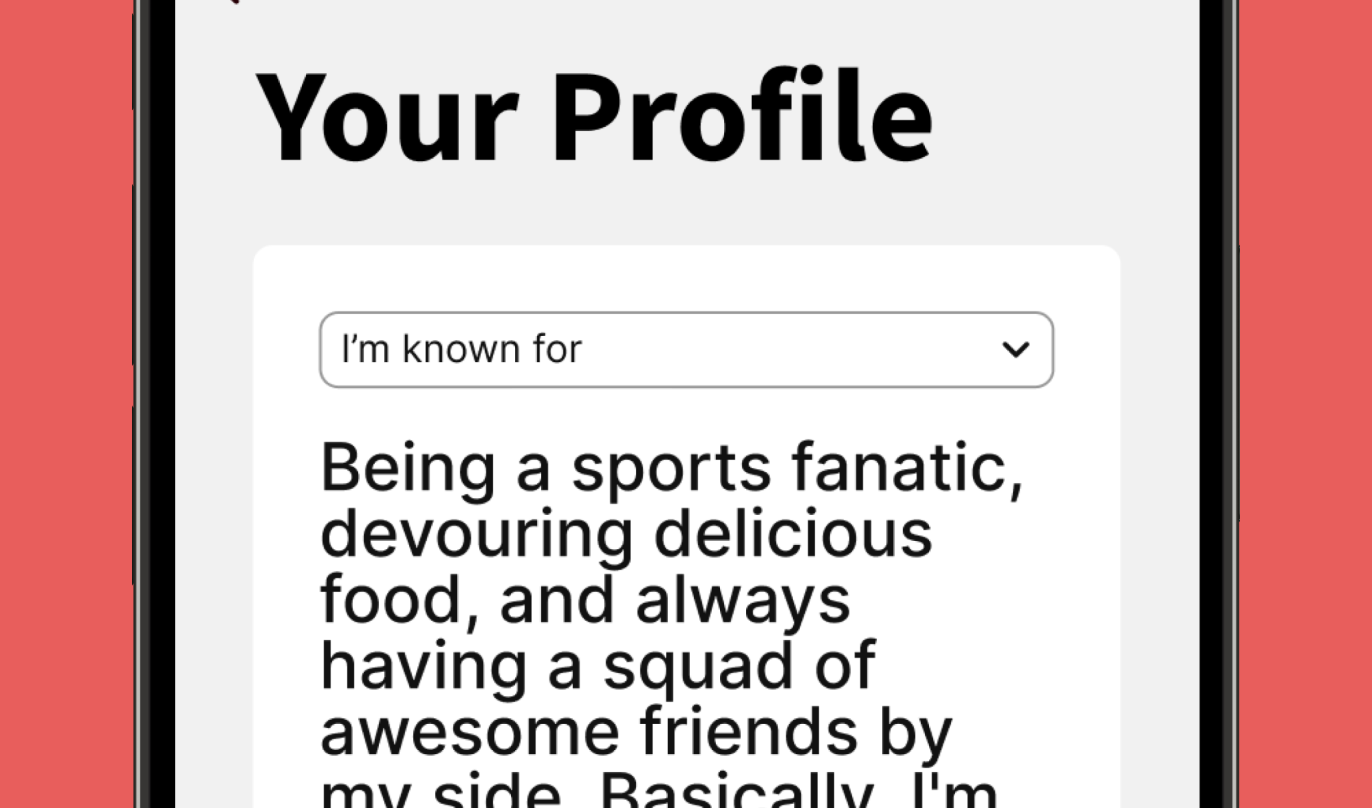 Your Profile
I’m known for
Being a sports fanatic,
devouring delicious
food, and always
having a squad of
awesome friends by
my side. Basically, I'm